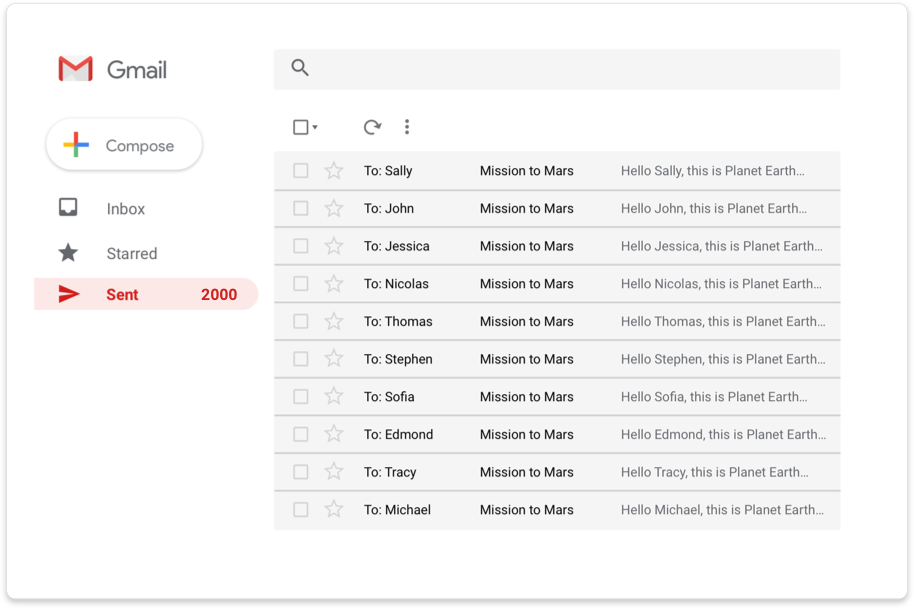 Gmail
Compose
Inbox
Starred
Sent 2000
To: Sally Mission to Mars Hello Sally, this is Planet Earth...
To: John Mission to Mars Hello John, this is Planet Earth...
To: Jessica Mission to Mars Hello Jessica, this is Planet Earth...
To: Nicolas Mission to Mars Hello Nicolas, this is Planet Earth...
To: Thomas Mission to Mars Hello Thomas, this is Planet Earth...
To: Stephen Mission to Mars Hello Stephen, this is Planet Earth...
To: Sofia Mission to Mars Hello Sofia, this is Planet Earth...
To: Edmond Mission to Mars Hello Edmond, this is Planet Earth...
To: Tracy Mission to Mars Hello Tracy, this is Planet Earth...
To: Michael Mission to Mars Hello Michael, this is Planet Earth...